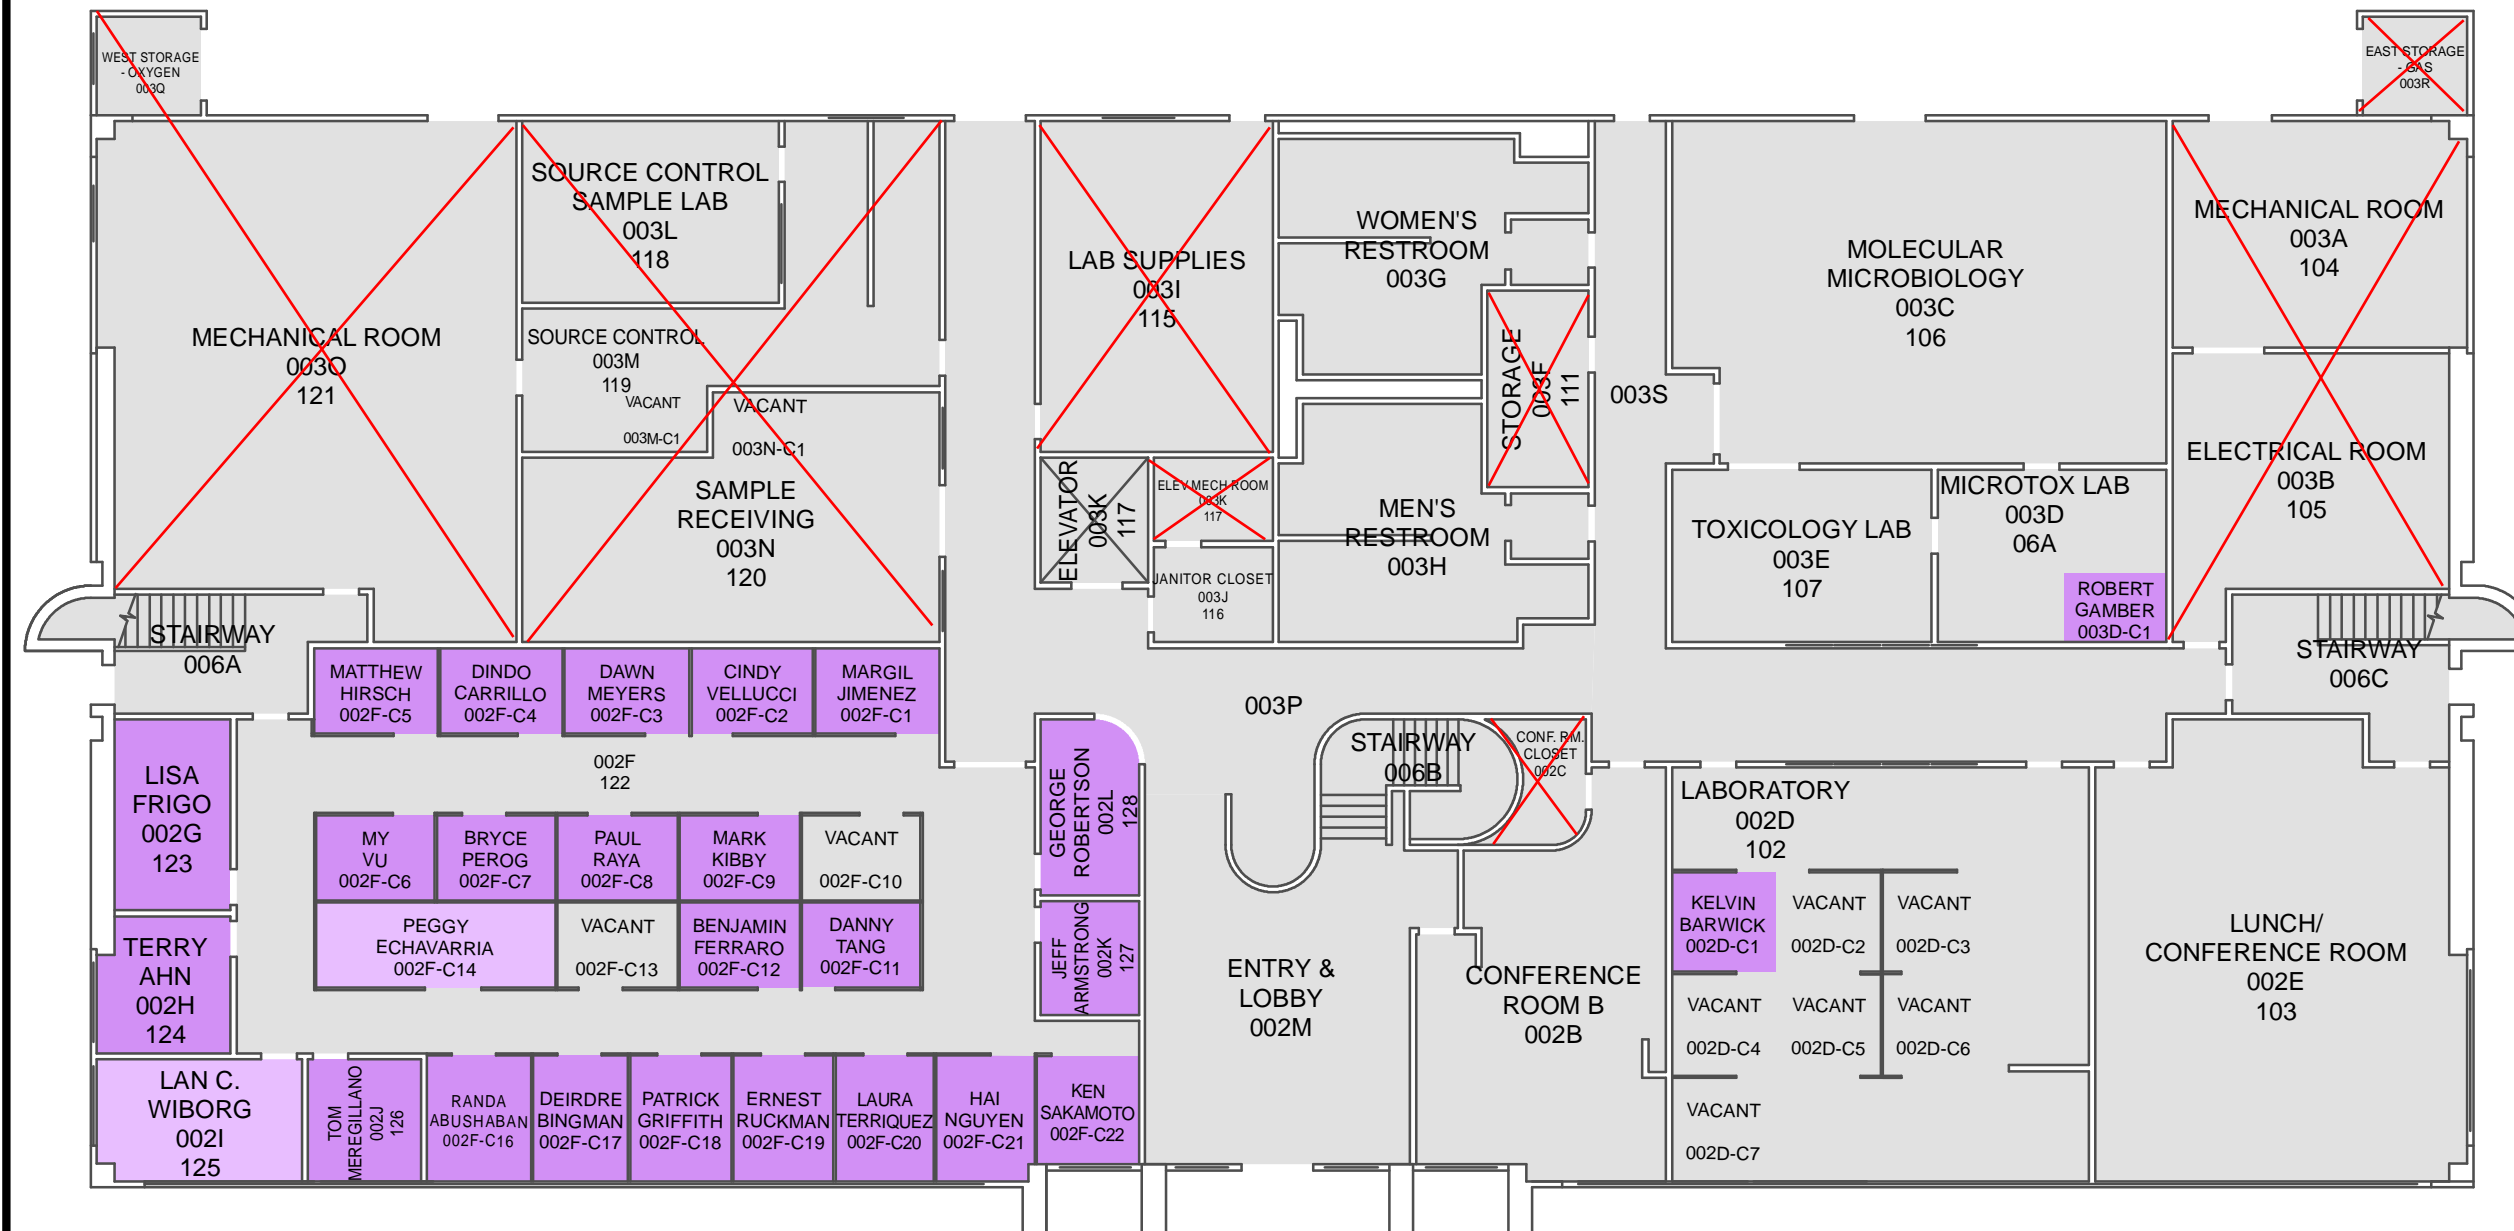 WEST STORAGE
- OXYGEN
003Q
EAST STORAGE
- GAS
003R
MECHANICAL ROOM
003O
121
SOURCE CONTROL
SAMPLE LAB
003L
118
SOURCE CONTROL
003M
119
VACANT
003M-C1
VACANT
003N-C1
SAMPLE
RECEIVING
003N
120
LAB SUPPLIES
003I
115
ELEVATOR
003K
117
ELEV.MECH ROOM
003K
117
JANITOR CLOSET
003J
116
WOMEN'S
RESTROOM
003G
STORAGE
003F
111
MEN'S
RESTROOM
003H
003S
MOLECULAR
MICROBIOLOGY
003C
106
TOXICOLOGY LAB
003E
107
MICROTOX LAB
003D
06A
ROBERT
GAMBER
003D-C1
MECHANICAL ROOM
003A
104
ELECTRICAL ROOM
003B
105
STAIRWAY
006A
STAIRWAY
006C
003P
STAIRWAY
006B
CONF. RM.
CLOSET
002C
MATTHEW
HIRSCH
002F-C5
DINDO
CARRILLO
002F-C4
DAWN
MEYERS
002F-C3
CINDY
VELLUCCI
002F-C2
MARGIL
JIMENEZ
002F-C1
002F
122
LISA
FRIGO
002G
123
TERRY
AHN
002H
124
LAN C.
WIBORG
002I
125
MY
VU
002F-C6
BRYCE
PEROG
002F-C7
PAUL
RAYA
002F-C8
MARK
KIBBY
002F-C9
VACANT
002F-C10
PEGGY
ECHAVARRIA
002F-C14
VACANT
002F-C13
BENJAMIN
FERRARO
002F-C12
DANNY
TANG
002F-C11
GEORGE
ROBERTSON
002L
128
JEFF
ARMSTRONG
002K
127
TOM
MEREGILLANO
002J
126
RANDA
ABUSHABAN
002F-C16
DEIRDRE
BINGMAN
002F-C17
PATRICK
GRIFFITH
002F-C18
ERNEST
RUCKMAN
002F-C19
LAURA
TERRIQUEZ
002F-C20
HAI
NGUYEN
002F-C21
KEN
SAKAMOTO
002F-C22
ENTRY &
LOBBY
002M
CONFERENCE
ROOM B
002B
LABORATORY
002D
102
KELVIN
BARWICK
002D-C1
VACANT
002D-C2
VACANT
002D-C3
VACANT
002D-C4
VACANT
002D-C5
VACANT
002D-C6
VACANT
002D-C7
LUNCH/
CONFERENCE ROOM
002E
103